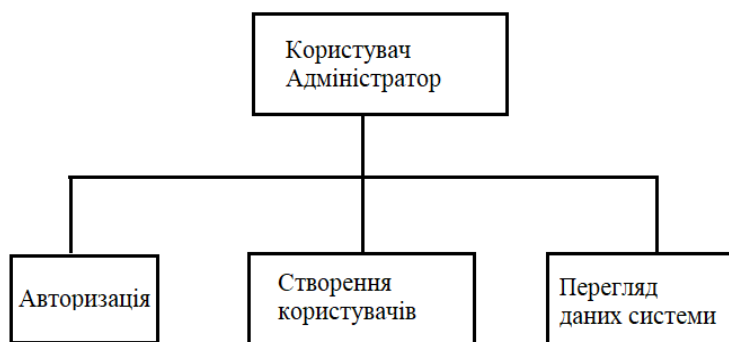 Користувач
Адміністратор
Авторизація
Створення
користувачів
Перегляд
даних системи